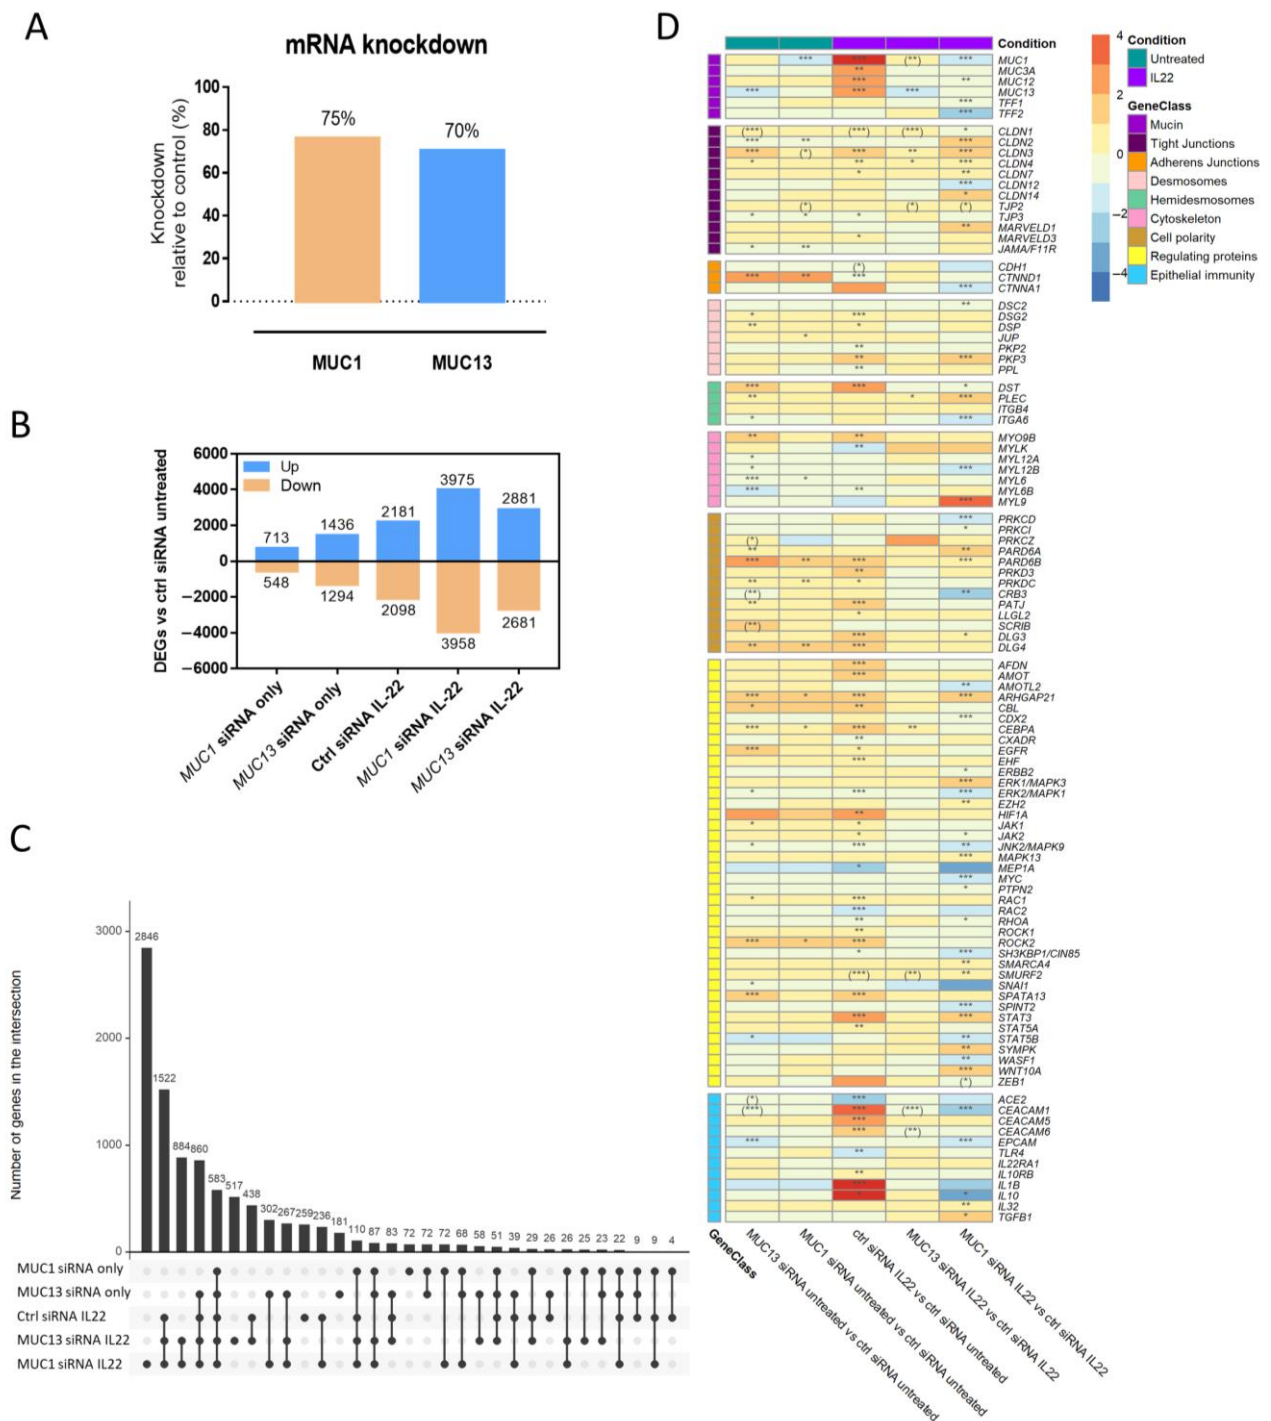 A
mRNA knockdown
Knockdown
relative to control (%)
100
80
60
40
20
0
75%
70%
MUC1
MUC13
B
DEGs vs ctrl siRNA untreated
6000
4000
2000
0
−2000
−4000
−6000
Up
Down
713
1436
2181
3975
2881
548
1294
2098
3958
2681
MUC1 siRNA only
MUC13 siRNA only
Ctrl siRNA IL-22
MUC1 siRNA IL-22
MUC13 siRNA IL-22
C
Number of genes in the intersection
3000
2000
1000
0
2846
1522
884
860
583
517
438
302
267
259
236
181
110
87
83
72
72
72
68
58
51
39
29
26
26
25
23
22
9
9
4
MUC1 siRNA only
MUC13 siRNA only
Ctrl siRNA IL22
MUC13 siRNA IL22
MUC1 siRNA IL22
D
Condition
MUC1
MUC3A
MUC12
MUC13
TFF1
TFF2
CLDN1
CLDN2
CLDN3
CLDN4
CLDN7
CLDN12
CLDN14
TJP2
TJP3
MARVELD1
MARVELD3
JAMA/F11R
CDH1
CTNND1
CTNNA1
DSC2
DSG2
DSP
JUP
PKP2
PKP3
PPL
DST
PLEC
ITGB4
ITGA6
MYO9B
MYLK
MYL12A
MYL12B
MYL6
MYL6B
MYL9
PRKCD
PRKCI
PRKCZ
PARD6A
PARD6B
PRKD3
PRKDC
CRB3
PATJ
LLGL2
SCRIB
DLG3
DLG4
AFDN
AMOT
AMOTL2
ARHGAP21
CBL
CDX2
CEBPA
CXADR
EGFR
EHF
ERBB2
ERK1/MAPK3
ERK2/MAPK1
EZH2
HIF1A
JAK1
JAK2
JNK2/MAPK9
MAPK13
MEP1A
MYC
PTPN2
RAC1
RAC2
RHOA
ROCK1
ROCK2
SH3KBP1/CIN85
SMARCA4
SMURF2
SNAI1
SPATA13
SPINT2
STAT3
STAT5A
STAT5B
SYMPK
WASF1
WNT10A
ZEB1
ACE2
CEACAM1
CEACAM5
CEACAM6
EPCAM
TLR4
IL22RA1
IL10RB
IL1B
IL10
IL32
TGFB1
GeneClass
MUC13 siRNA untreated vs ctrl siRNA untreated
MUC1 siRNA untreated vs ctrl siRNA untreated
ctrl siRNA IL22 vs ctrl siRNA untreated
MUC13 siRNA IL22 vs ctrl siRNA IL22
MUC1 siRNA IL22 vs ctrl siRNA IL22
4
2
0
−2
−4
Condition
Untreated
IL22
GeneClass
Mucin
Tight Junctions
Adherens Junctions
Desmosomes
Hemidesmosomes
Cytoskeleton
Cell polarity
Regulating proteins
Epithelial immunity